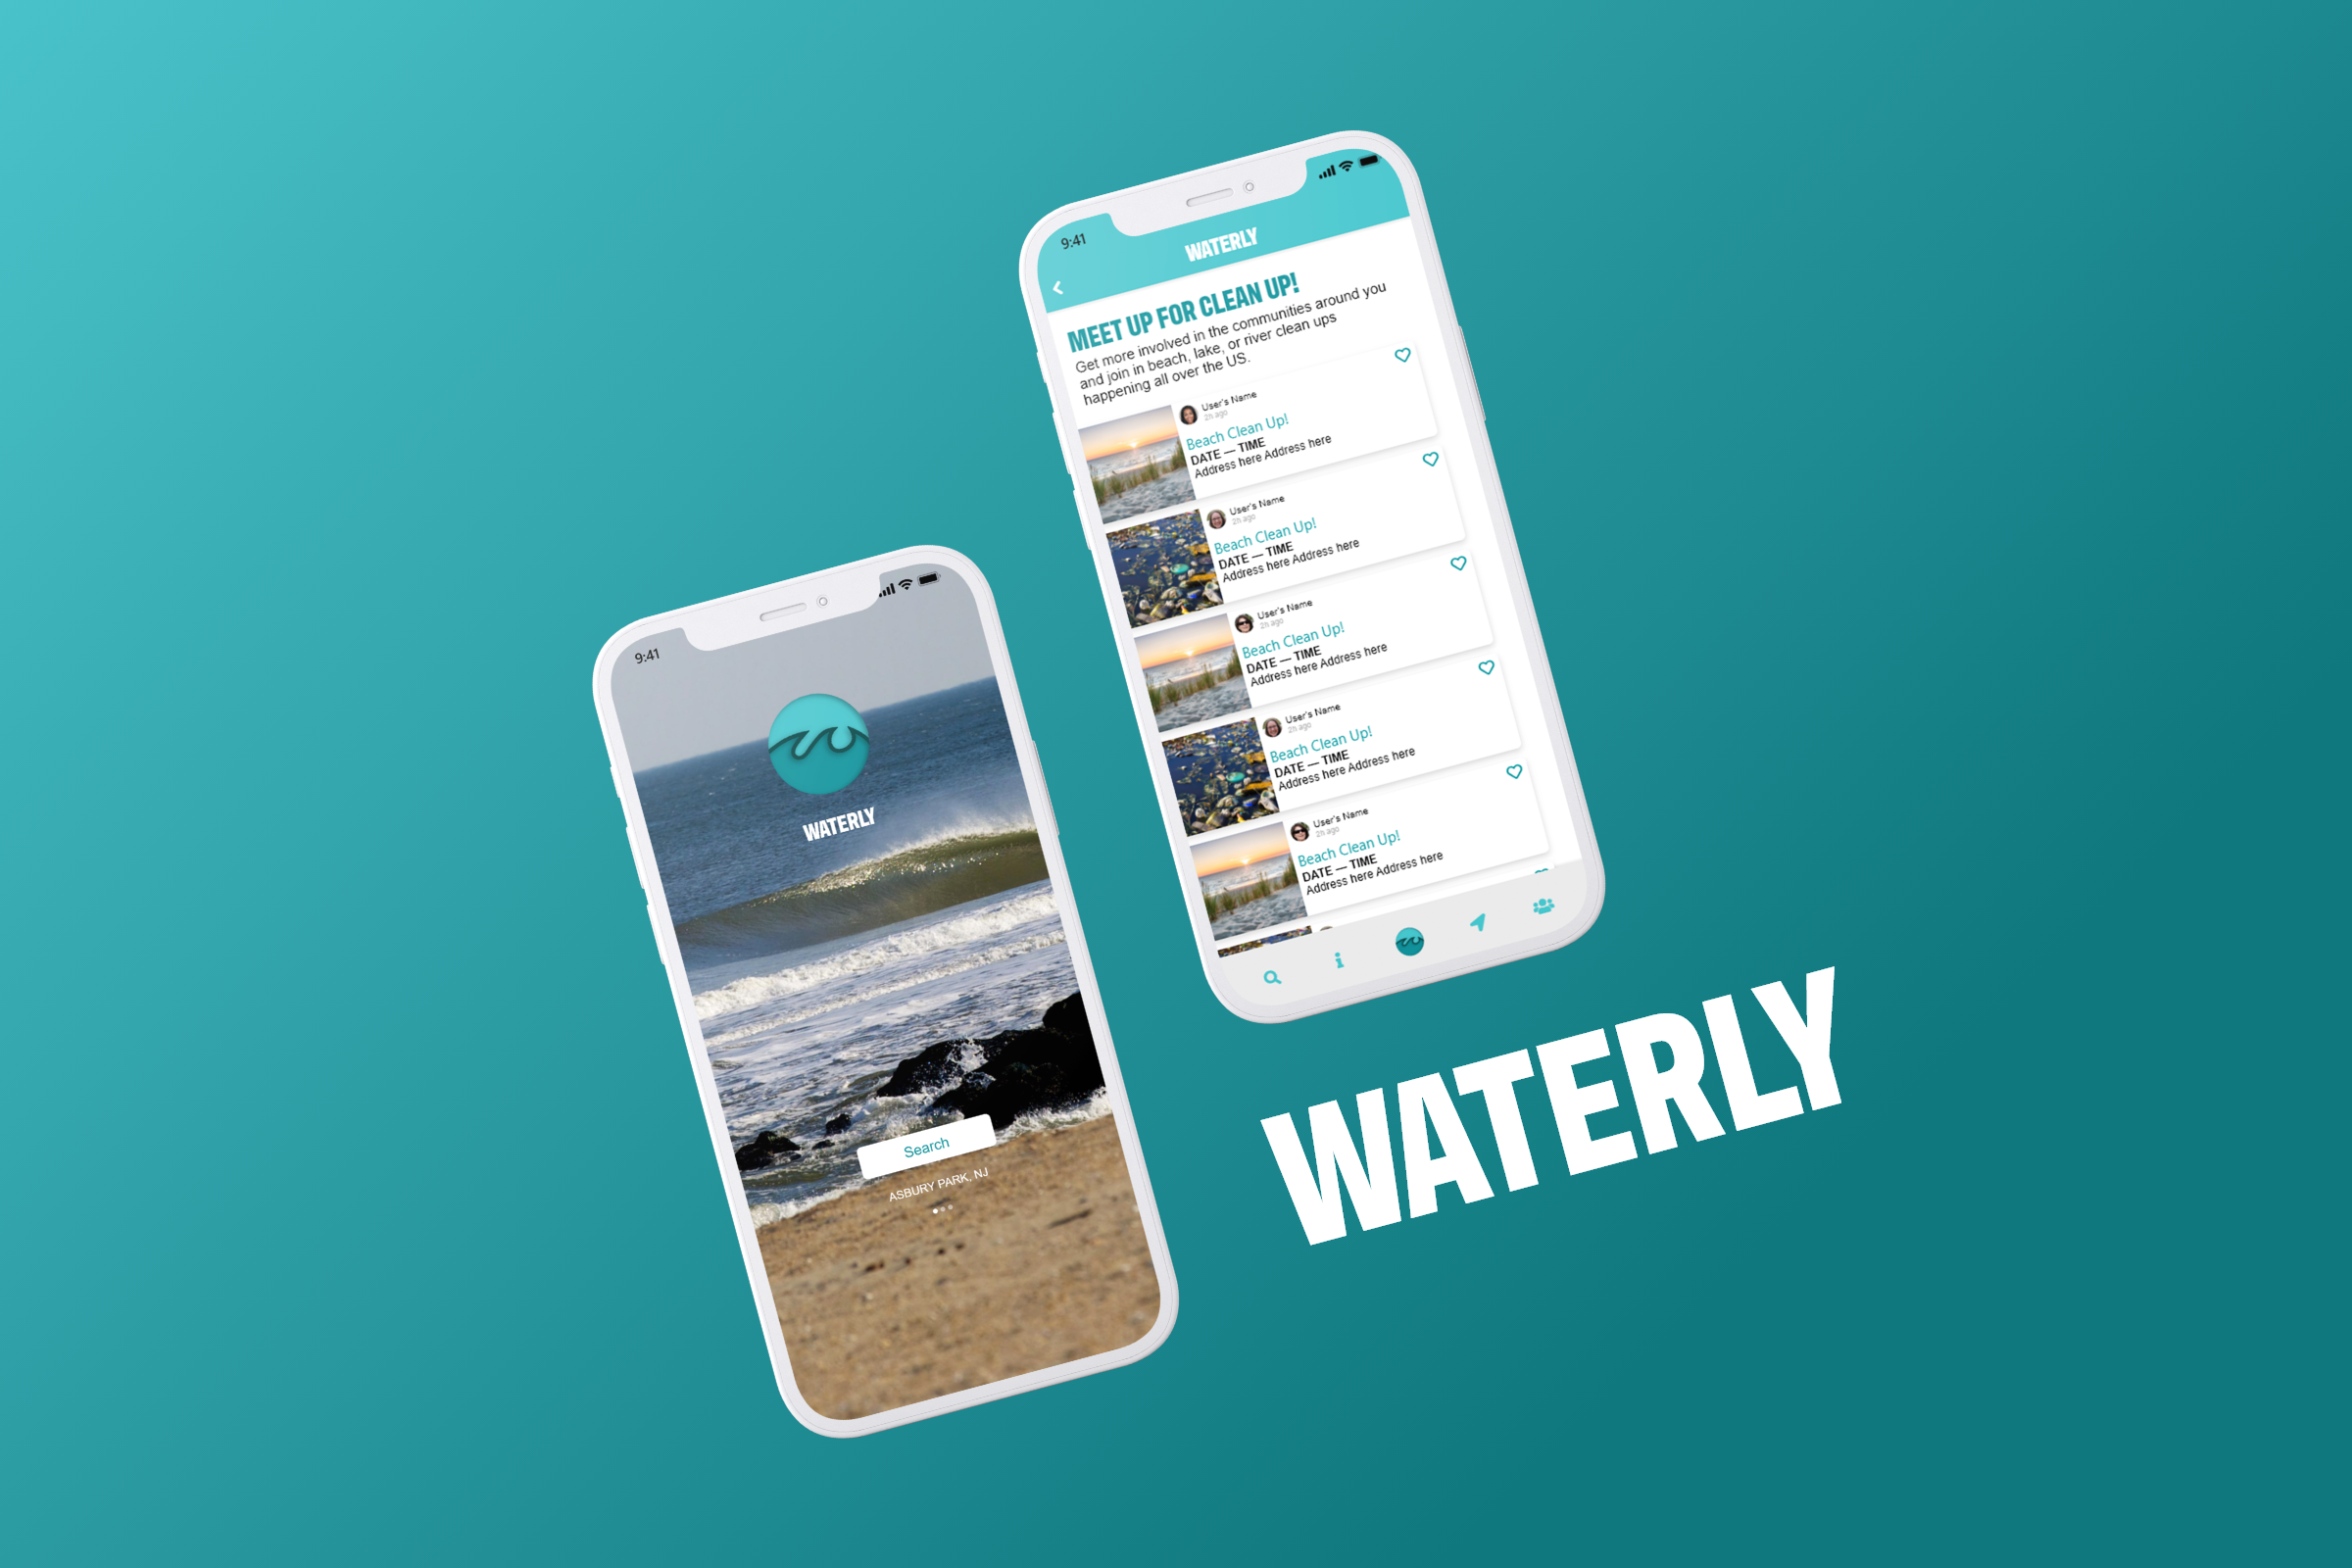 9:41
WATERLY
Search
ASBURY PARK, NJ
9:41
WATERLY
MEET UP FOR CLEAN UP!
Get more involved in the communities around you
and join in beach, lake, or river clean ups
happening all over the US.
User's Name
2h ago
Beach Clean Up!
DATE — TIME
Address here Address here
User's Name
2h ago
Beach Clean Up!
DATE — TIME
Address here Address here
User's Name
2h ago
Beach Clean Up!
DATE — TIME
Address here Address here
User's Name
2h ago
Beach Clean Up!
DATE — TIME
Address here Address here
User's Name
2h ago
Beach Clean Up!
DATE — TIME
Address here Address here
WATERLY